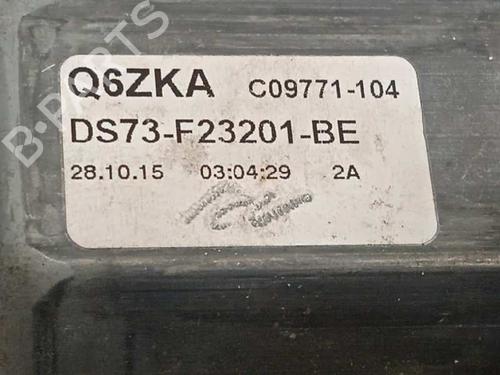 B-PARTS
Q6ZKA C09771-104
DS73-F23201-BE
28.10.15 03:04:29 2A